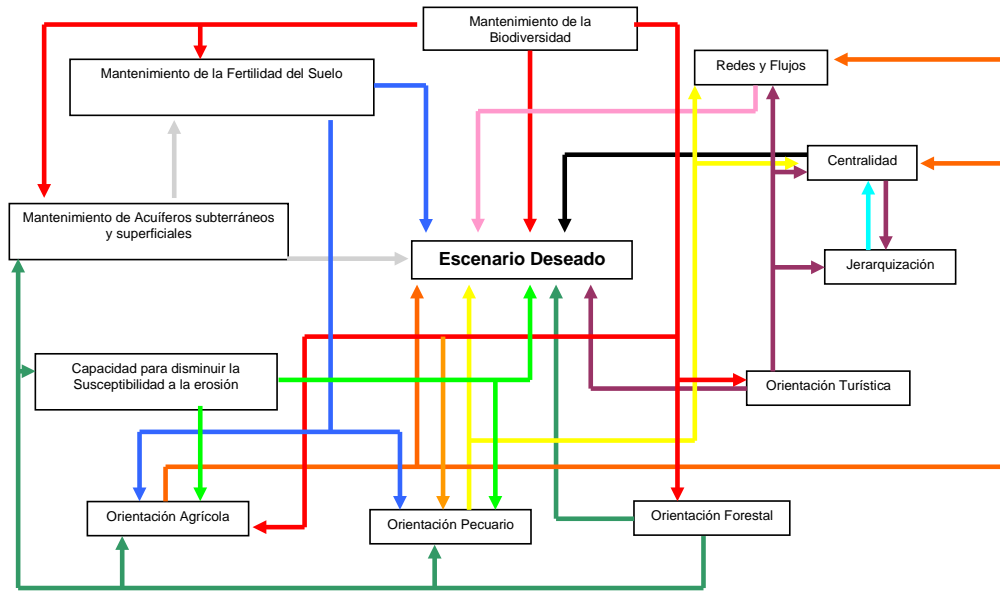 Mantenimiento de la
Biodiversidad
Redes y Flujos
Mantenimiento de la Fertilidad del Suelo
Centralidad
Mantenimiento de Acuíferos subterráneos
y superficiales
Escenario Deseado
Jerarquización
Capacidad para disminuir la
Susceptibilidad a la erosión
Orientación Turística
Orientación Agrícola
Orientación Pecuario
Orientación Forestal